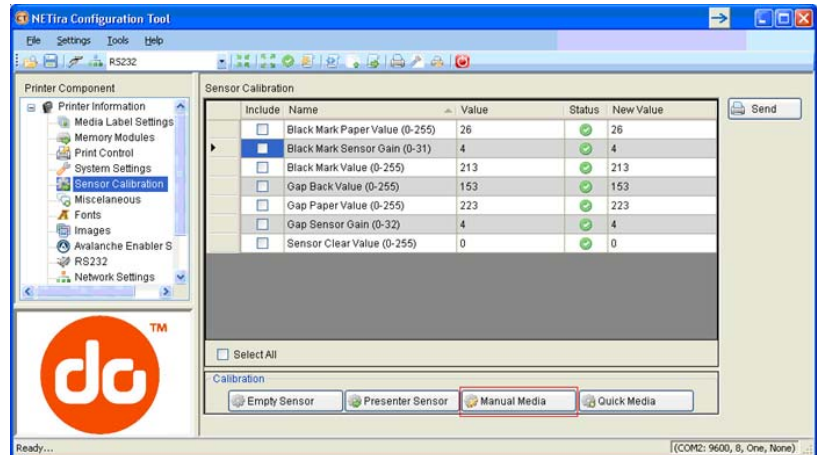 NETira Configuration Tool
File Settings Tools Help
RS232
Printer Component
Printer Information
Media Label Settings
Memory Modules
Print Control
System Settings
Sensor Calibration
Miscelaneous
Fonts
Images
Avalanche Enabler S
RS232
Network Settings
TM
do
Sensor Calibration
Include Name Value Status New Value
Black Mark Paper Value (0-255) 26 26
Black Mark Sensor Gain (0-31) 4 4
Black Mark Value (0-255) 213 213
Gap Back Value (0-255) 153 153
Gap Paper Value (0-255) 223 223
Gap Sensor Gain (0-32) 4 4
Sensor Clear Value (0-255) 0 0
Select All
Calibration
Empty Sensor Presenter Sensor Manual Media Quick Media
Send
Ready... (COM2: 9600, 8, One, None)